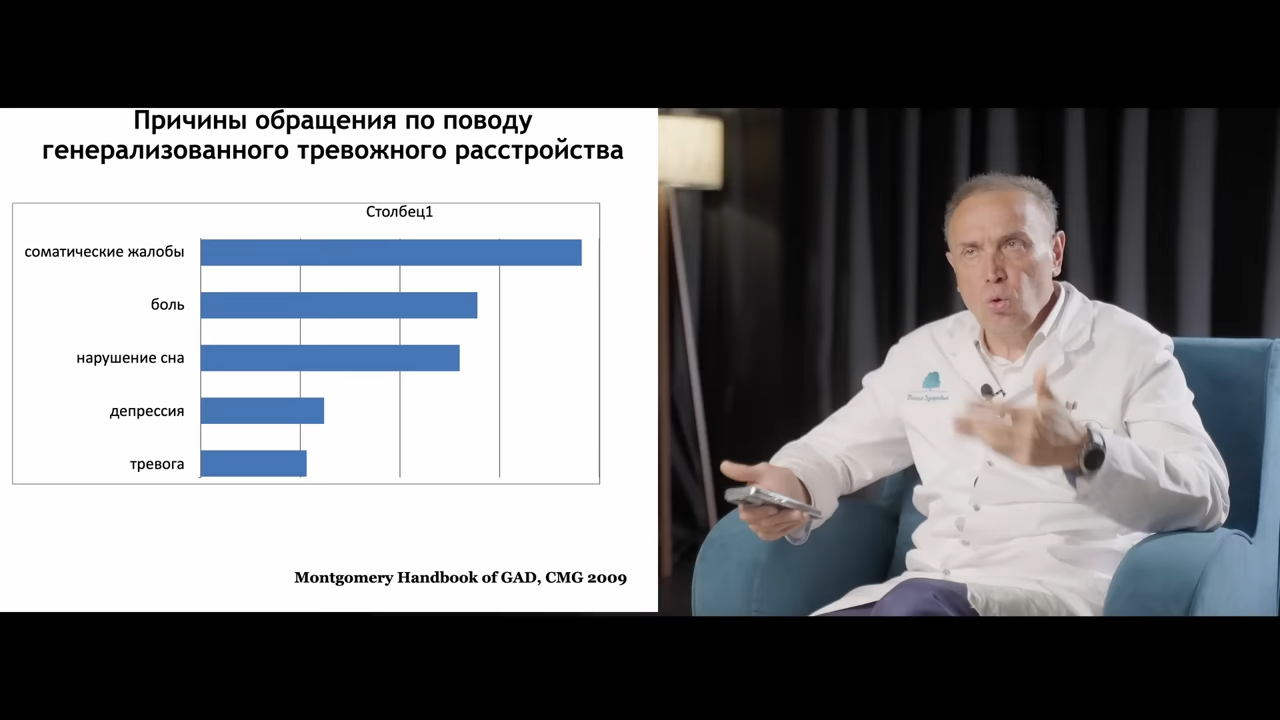 Причины обращения по поводу
генерализованного тревожного расстройства
Столбец1
соматические жалобы
боль
нарушение сна
депрессия
тревога
Montgomery Handbook of GAD, CMG 2009